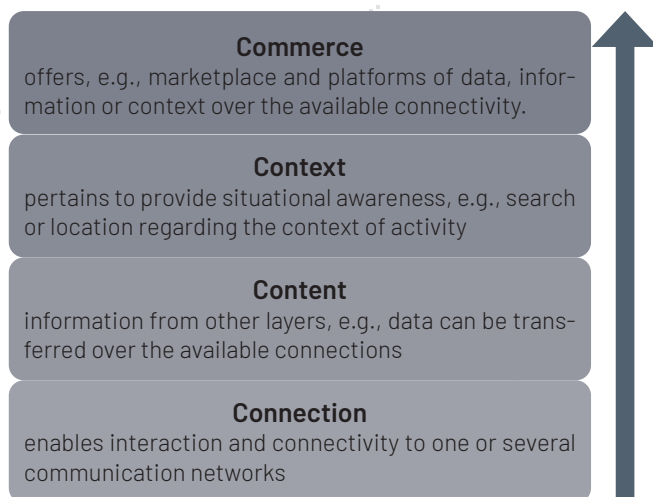 Commerce
offers, e.g., marketplace and platforms of data, infor-
mation or context over the available connectivity.
Context
pertains to provide situational awareness, e.g., search
or location regarding the context of activity
Content
information from other layers, e.g., data can be trans-
ferred over the available connections
Connection
enables interaction and connectivity to one or several
communication networks